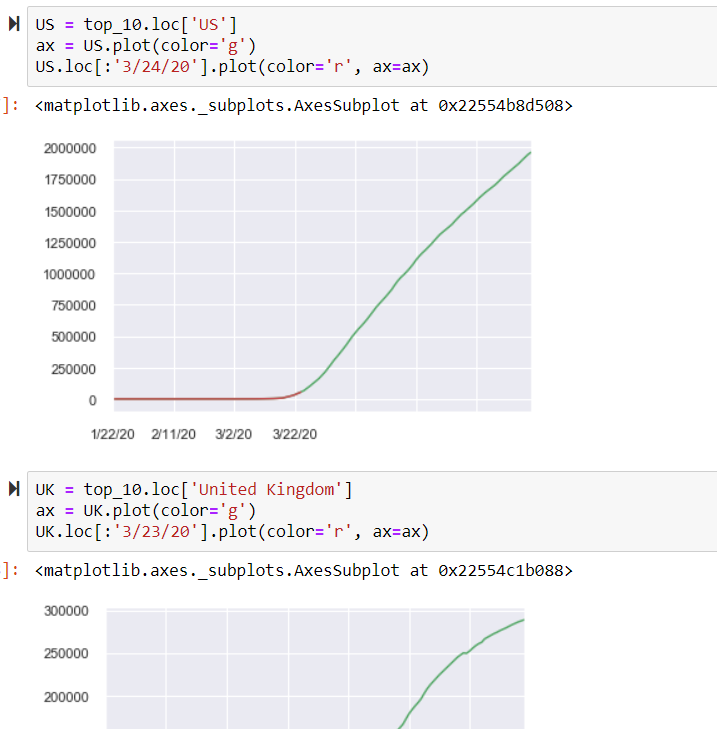 US = top_10.loc['US']
ax = US.plot(color='g')
US.loc[:'3/24/20'].plot(color='r', ax=ax)
]: <matplotlib.axes._subplots.AxesSubplot at 0x22554b8d508>
2000000
1750000
1500000
1250000
1000000
750000
500000
250000
0
1/22/20 2/11/20 3/2/20 3/22/20
UK = top_10.loc['United Kingdom']
ax = UK.plot(color='g')
UK.loc[:'3/23/20'].plot(color='r', ax=ax)
]: <matplotlib.axes._subplots.AxesSubplot at 0x22554c1b088>
300000
250000
200000